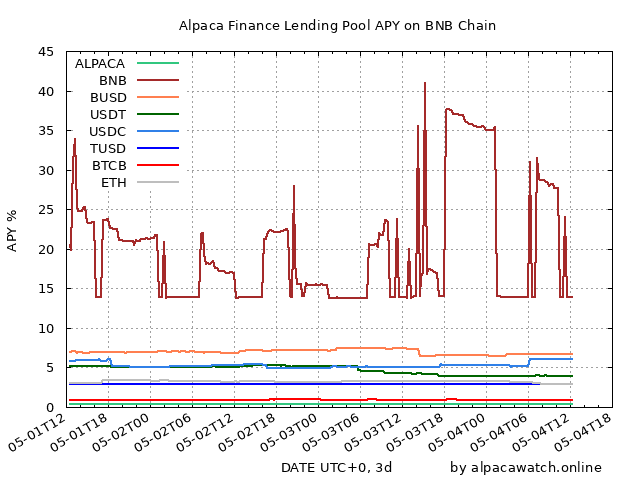 Alpaca Finance Lending Pool APY on BNB Chain
45
40
35
30
25
20
15
10
5
0
APY %
ALPACA
BNB
BUSD
USDT
USDC
TUSD
BTCB
ETH
05-01T12
05-01T18
05-02T00
05-02T06
05-02T12
05-02T18
05-03T00
05-03T06
05-03T12
05-03T18
05-04T00
05-04T06
05-04T12
05-04T18
DATE UTC+0, 3d by alpacawatch.online